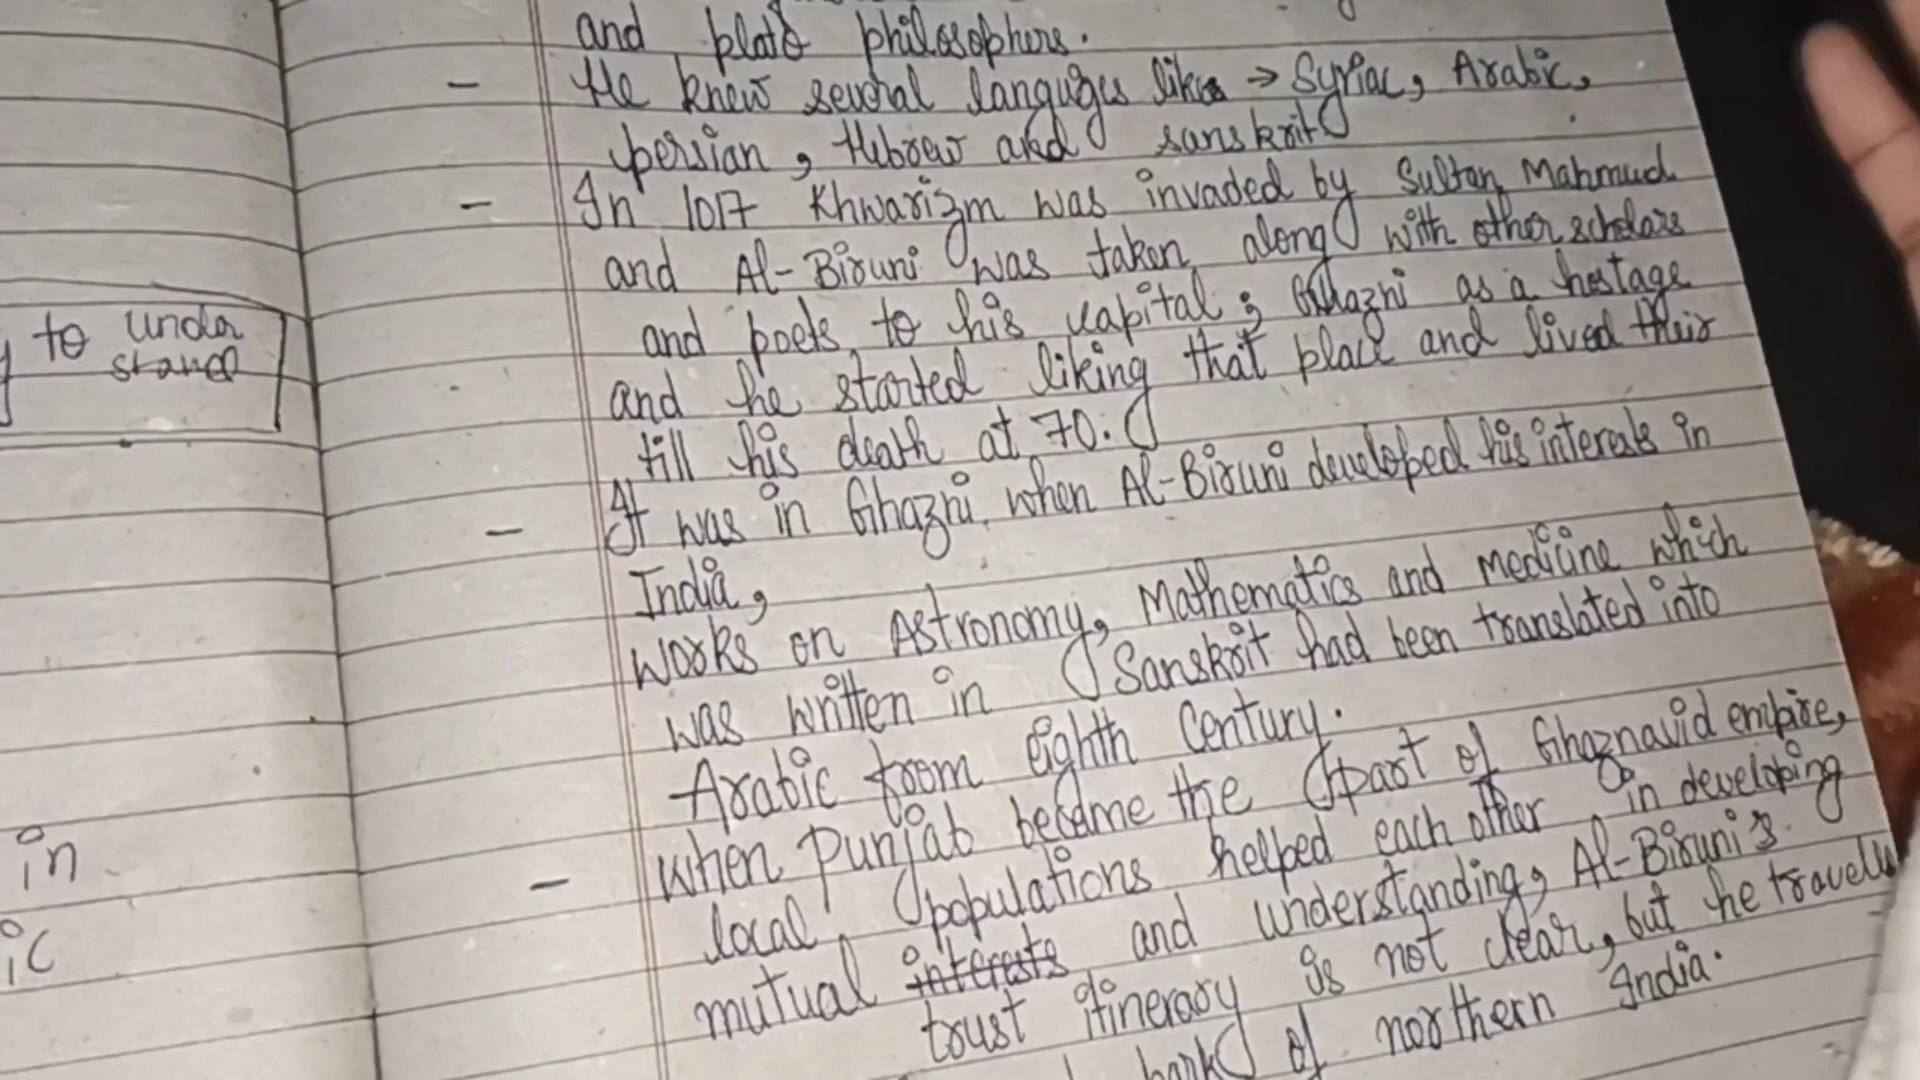 to under
stand
in
ic
and plato philosophers.
- He knew several languges like → Syriac, Arabic,
persian, Hebrew and sanskrit
- In 1017 Khwarizm was invaded by Sultan Mahmud
and Al-Biruni was taken along with other scholars
and poets to his capital, Ghazni as a hostage
and he started liking that place and lived their
till his death at 70.
- It was in Ghazni when Al-Biruni developed his interests in
India,
works on Astronomy, Mathematics and medicine which
was written in Sanskrit had been translated into
Arabic from eighth Century.
- when Punjab became the part of Ghaznavid empire,
local populations helped each other in developing
mutual interests and understanding, Al-Biruni's
trust itinerary is not clear, but he travells
of northern India.